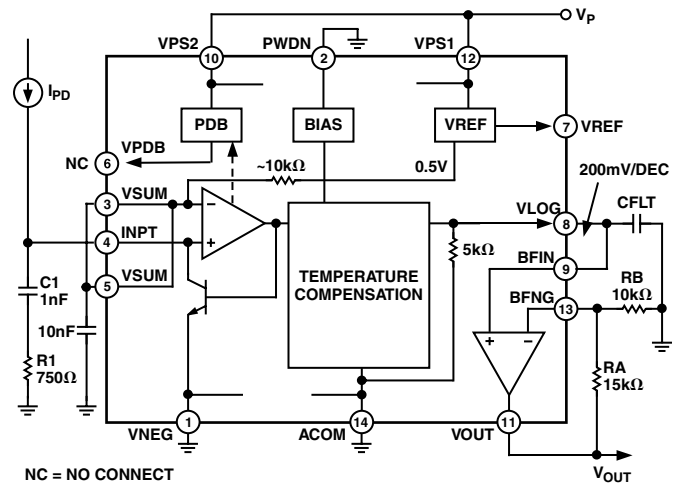 V_P
VPS2
PWDN
VPS1
10
2
12
I_PD
PDB
BIAS
VREF
7
VREF
VPDB
NC
6
~10kΩ
0.5V
200mV/DEC
VSUM
3
VLOG
CFLT
8
INPT
4
5kΩ
TEMPERATURE
COMPENSATION
BFIN
9
C1
1nF
VSUM
5
RB
10kΩ
BFNG
13
10nF
R1
750Ω
RA
15kΩ
1
14
11
VNEG
ACOM
VOUT
V_OUT
NC = NO CONNECT
+
−
+
−